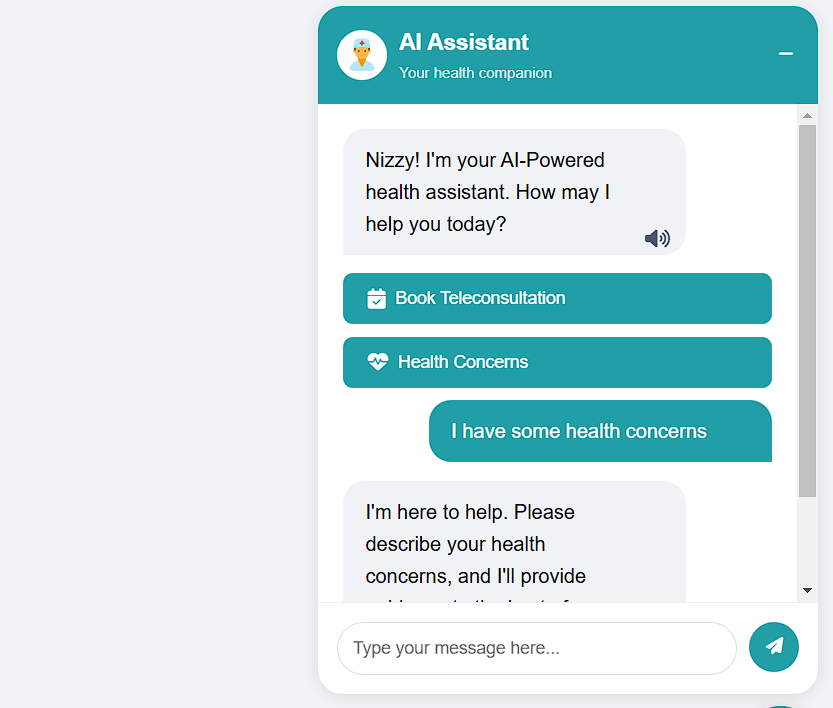 AI Assistant
Your health companion
Nizzy! I'm your AI-Powered
health assistant. How may I
help you today?
Book Teleconsultation
Health Concerns
I have some health concerns
I'm here to help. Please
describe your health
concerns, and I'll provide
Type your message here...